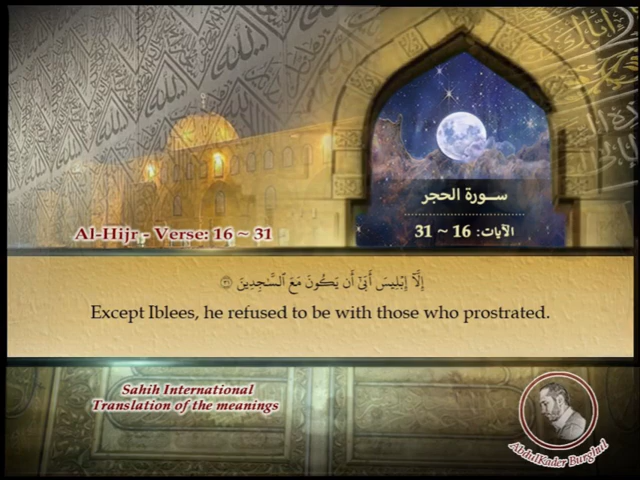 سورة الحجر
الآيات: 16 ~ 31
Al-Hijr - Verse: 16 ~ 31
إِلَّآ إِبْلِيسَ أَبَىٰٓ أَن يَكُونَ مَعَ ٱلسَّٰجِدِينَ ٣١
Except Iblees, he refused to be with those who prostrated.
Sahih International
Translation of the meanings
AbdulKader Burghul